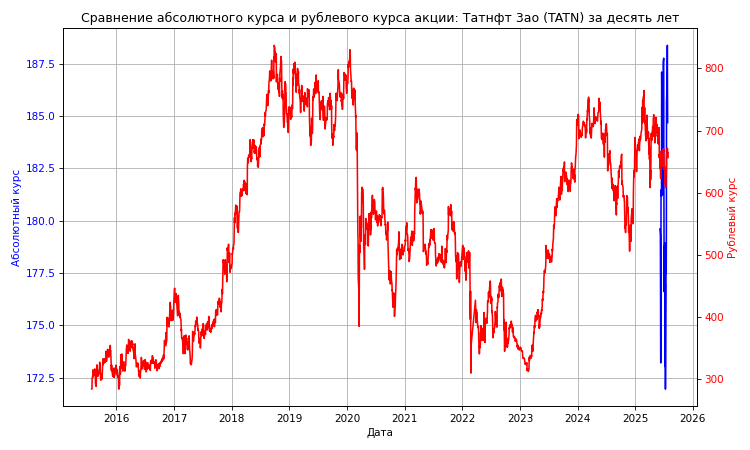 Сравнение абсолютного курса и рублевого курса акции: Татнфт 3ао (TATN) за десять лет
Абсолютный курс
187.5
185.0
182.5
180.0
177.5
175.0
172.5
800
700
600
500
400
300
Рублевый курс
2016 2017 2018 2019 2020 2021 2022 2023 2024 2025 2026
Дата